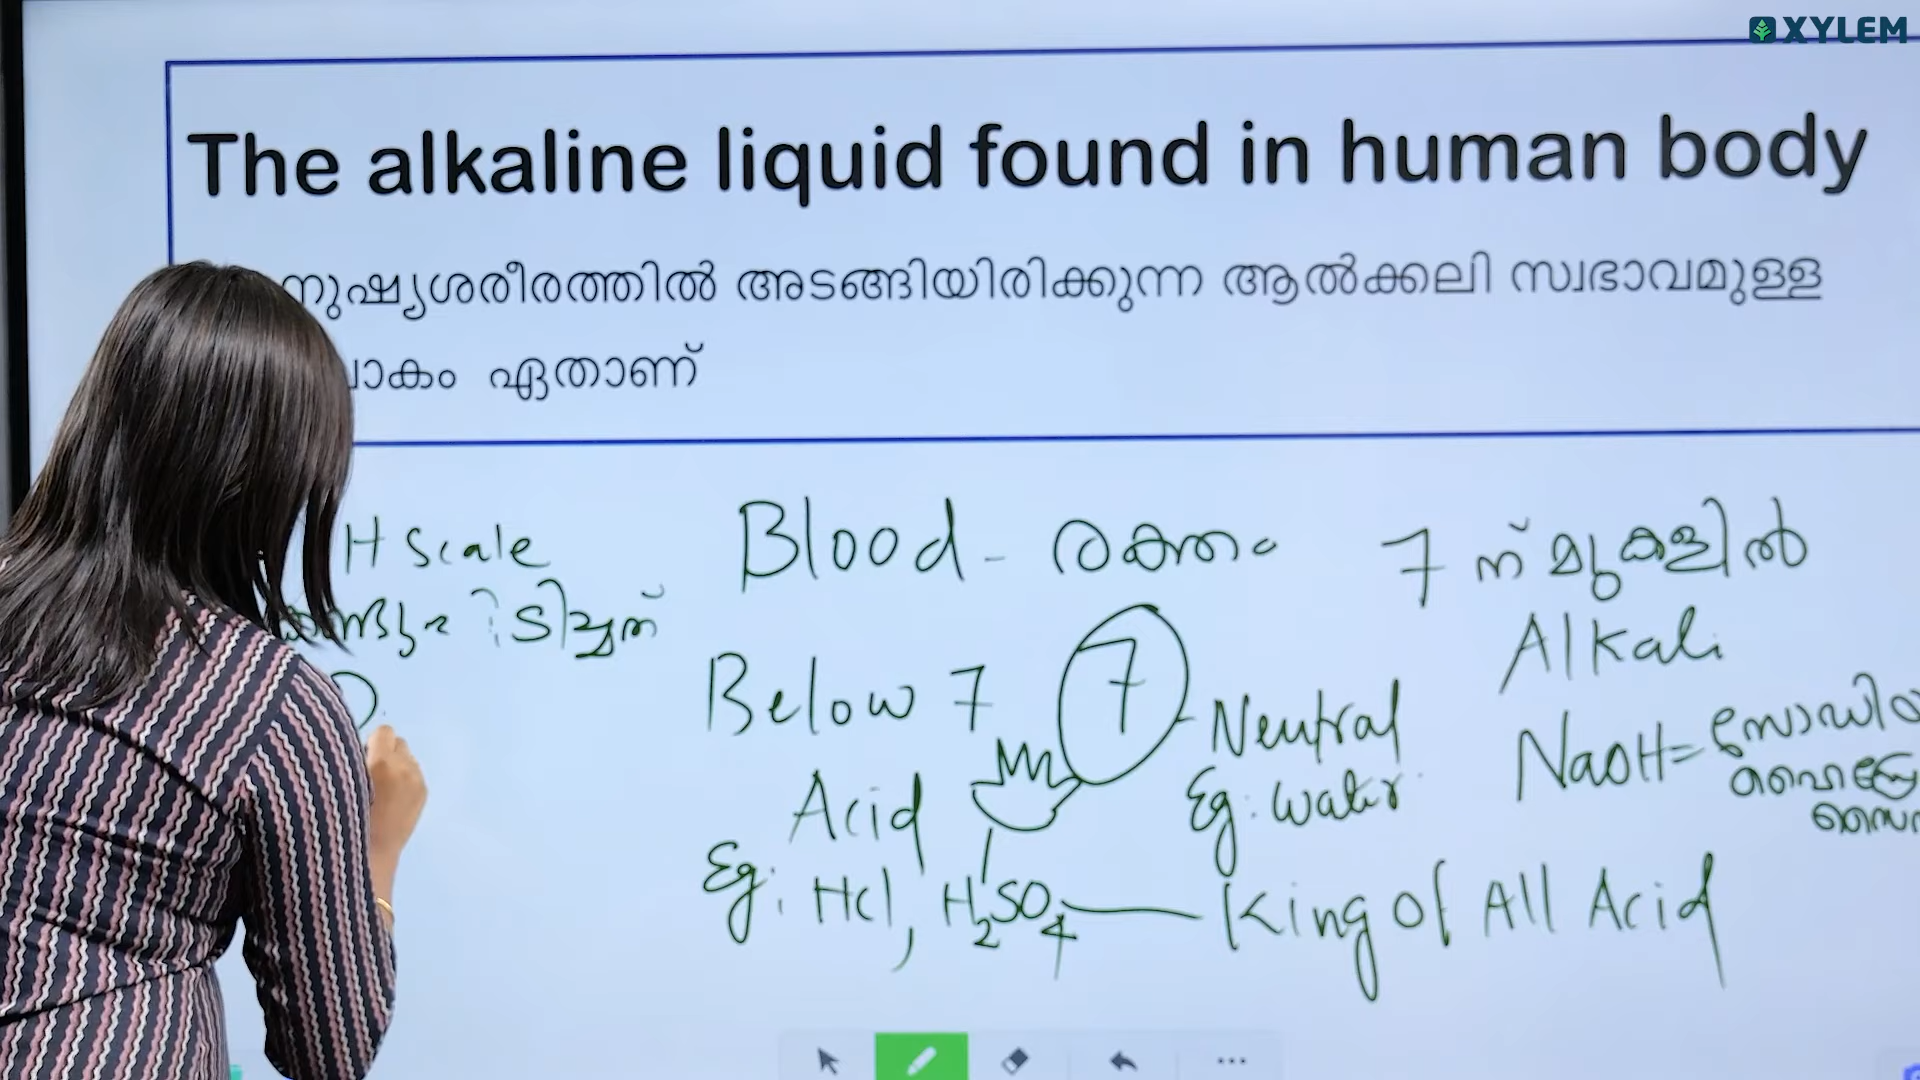 XYLEM
The alkaline liquid found in human body
നുഷ്യശരീരത്തിൽ അടങ്ങിയിരിക്കുന്ന ആൽക്കലി സ്വഭാവമുള്ള
ഏതാണ്
H Scale
Blood - രക്തം
7 ന് മുകളിൽ
Alkali
Below 7
7
Neutral
Eg: water
NaOH =
Acid
Eg: Hcl, H2SO4 — King Of All Acid